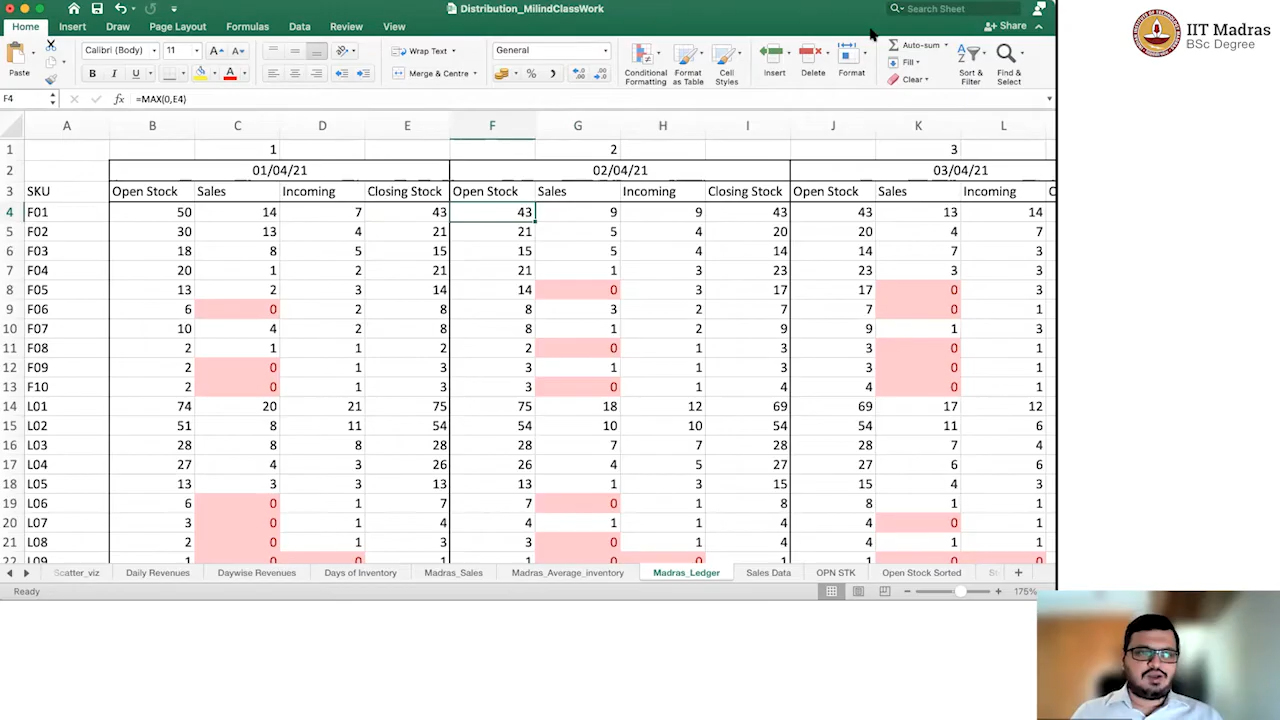 Distribution_MilindClassWork
Search Sheet
Home Insert Draw Page Layout Formulas Data Review View
Share
Paste
Calibri (Body) 11
A A
B I U
A
Wrap Text
Merge & Centre
General
%
Conditional Formatting
Format as Table
Cell Styles
Insert Delete Format
Auto-sum
Fill
Clear
Sort & Filter
Find & Select
F4 fx =MAX(0,E4)
A B C D E F G H I J K L
1 1 2 3
2 01/04/21 02/04/21 03/04/21
3 SKU Open Stock Sales Incoming Closing Stock Open Stock Sales Incoming Closing Stock Open Stock Sales Incoming C
4 F01 50 14 7 43 43 9 9 43 43 13 14
5 F02 30 13 4 21 21 5 4 20 20 4 7
6 F03 18 8 5 15 15 5 4 14 14 7 3
7 F04 20 1 2 21 21 1 3 23 23 3 3
8 F05 13 2 3 14 14 0 3 17 17 0 3
9 F06 6 0 2 8 8 3 2 7 7 0 1
10 F07 10 4 2 8 8 1 2 9 9 1 3
11 F08 2 1 1 2 2 0 1 3 3 0 1
12 F09 2 0 1 3 3 1 1 3 3 0 1
13 F10 2 0 1 3 3 0 1 4 4 0 1
14 L01 74 20 21 75 75 18 12 69 69 17 12
15 L02 51 8 11 54 54 10 10 54 54 11 6
16 L03 28 8 8 28 28 7 7 28 28 7 4
17 L04 27 4 3 26 26 4 5 27 27 6 6
18 L05 13 3 3 13 13 1 3 15 15 4 3
19 L06 6 0 1 7 7 0 1 8 8 1 1
20 L07 3 0 1 4 4 1 1 4 4 0 1
21 L08 2 0 1 3 3 0 1 4 4 1 1
22 L09 1 0 0 1 1 0 0 1 1 0 0
Scatter_viz Daily Revenues Daywise Revenues Days of Inventory Madras_Sales Madras_Average_inventory Madras_Ledger Sales Data OPN STK Open Stock Sorted
Ready 175%
IIT Madras
BSc Degree